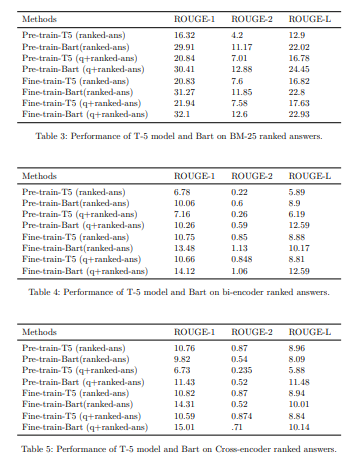 Methods ROUGE-1 ROUGE-2 ROUGE-L
Pre-train-T5 (ranked-ans) 16.32 4.2 12.9
Pre-train-Bart(ranked-ans) 29.91 11.17 22.02
Pre-train-T5 (q+ranked-ans) 20.84 7.01 16.78
Pre-train-Bart (q+ranked-ans) 30.41 12.88 24.45
Fine-train-T5 (ranked-ans) 20.83 7.6 16.82
Fine-train-Bart(ranked-ans) 31.27 11.85 22.8
Fine-train-T5 (q+ranked-ans) 21.94 7.58 17.63
Fine-train-Bart (q+ranked-ans) 32.1 12.6 22.93
Table 3: Performance of T-5 model and Bart on BM-25 ranked answers.
Methods ROUGE-1 ROUGE-2 ROUGE-L
Pre-train-T5 (ranked-ans) 6.78 0.22 5.89
Pre-train-Bart(ranked-ans) 10.06 0.6 8.9
Pre-train-T5 (q+ranked-ans) 7.16 0.26 6.19
Pre-train-Bart (q+ranked-ans) 10.26 0.59 12.59
Fine-train-T5 (ranked-ans) 10.75 0.85 8.88
Fine-train-Bart(ranked-ans) 13.48 1.13 10.17
Fine-train-T5 (q+ranked-ans) 10.66 0.848 8.81
Fine-train-Bart (q+ranked-ans) 14.12 1.06 12.59
Table 4: Performance of T-5 model and Bart on bi-encoder ranked answers.
Methods ROUGE-1 ROUGE-2 ROUGE-L
Pre-train-T5 (ranked-ans) 10.76 0.87 8.96
Pre-train-Bart(ranked-ans) 9.82 0.54 8.09
Pre-train-T5 (q+ranked-ans) 6.73 0.235 5.88
Pre-train-Bart (q+ranked-ans) 11.43 0.52 11.48
Fine-train-T5 (ranked-ans) 10.82 0.87 8.94
Fine-train-Bart(ranked-ans) 14.31 0.52 10.01
Fine-train-T5 (q+ranked-ans) 10.59 0.874 8.84
Fine-train-Bart (q+ranked-ans) 15.01 .71 10.14
Table 5: Performance of T-5 model and Bart on Cross-encoder ranked answers.